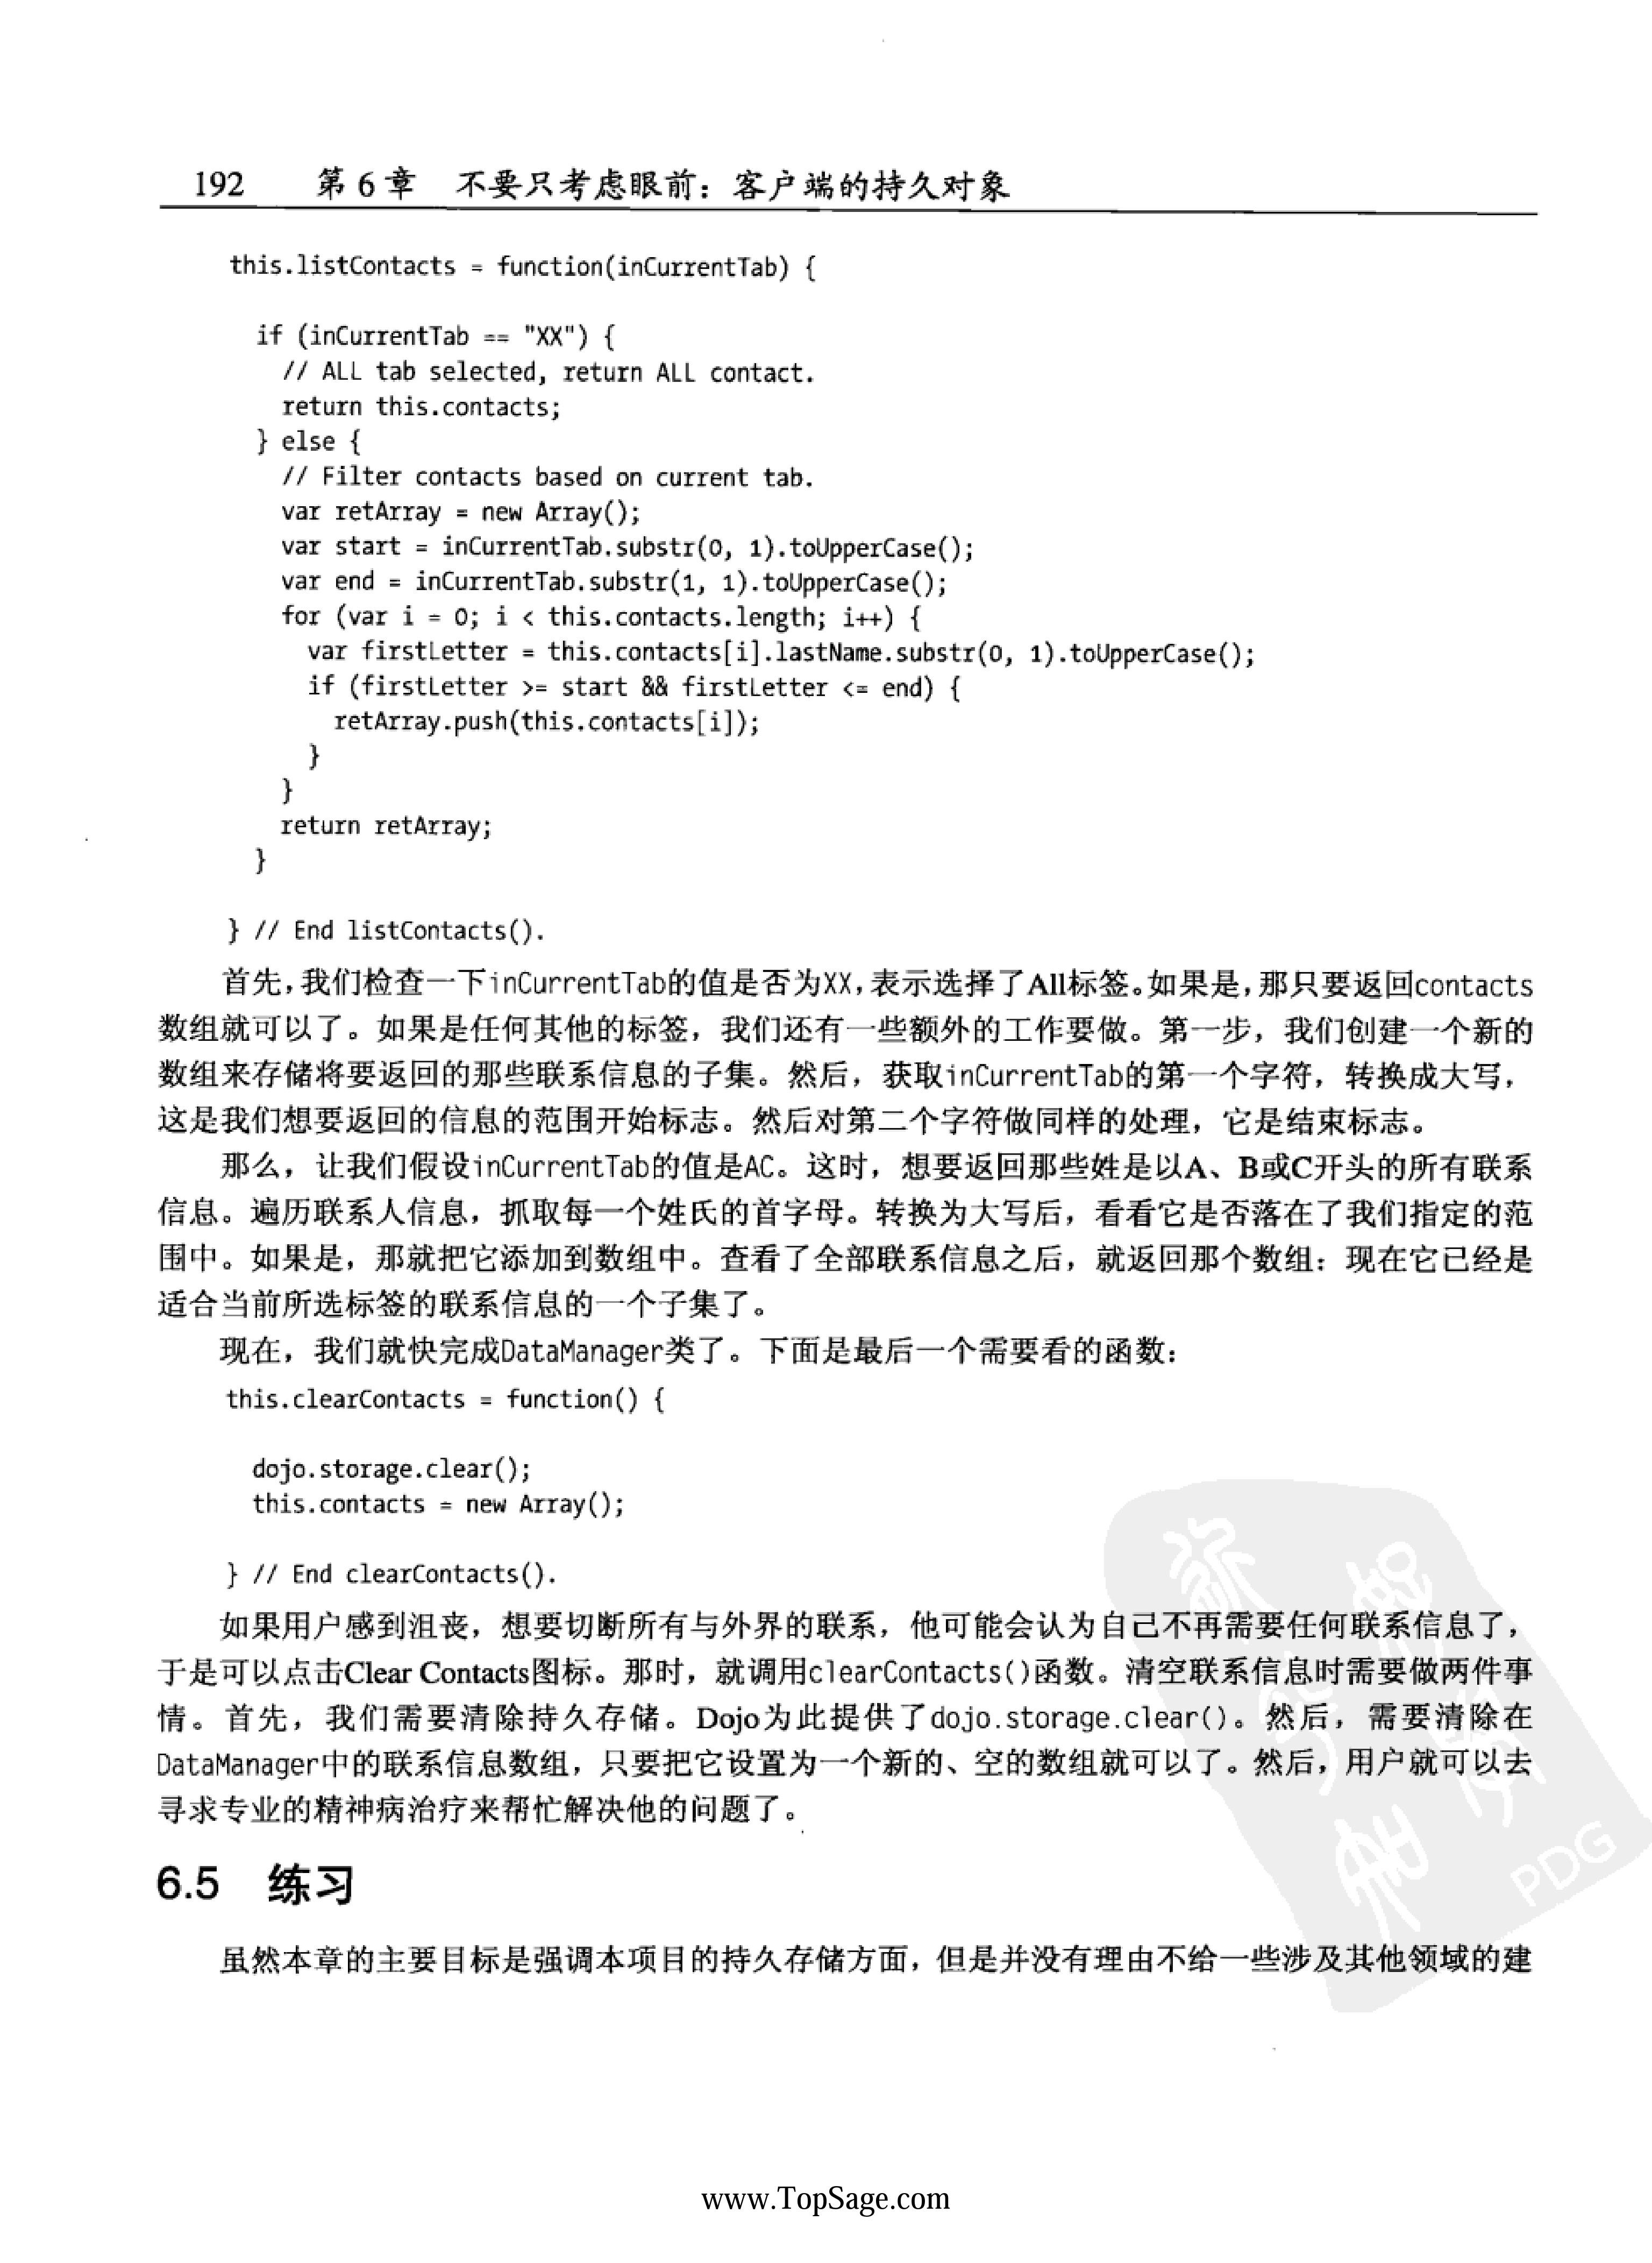 192 第 6 章 不要只考虑眼前：客户端的持久对象
this.listContacts = function(inCurrentTab) {
if (inCurrentTab == "XX") {
// ALL tab selected, return ALL contact.
return this.contacts;
} else {
// Filter contacts based on current tab.
var retArray = new Array();
var start = inCurrentTab.substr(0, 1).toUpperCase();
var end = inCurrentTab.substr(1, 1).toUpperCase();
for (var i = 0; i < this.contacts.length; i++) {
var firstLetter = this.contacts[i].lastName.substr(0, 1).toUpperCase();
if (firstLetter >= start && firstLetter <= end) {
retArray.push(this.contacts[i]);
}
}
return retArray;
}
} // End listContacts().
首先，我们检查一下inCurrentTab的值是否为XX，表示选择了All标签。如果是，那只要返回contacts
数组就可以了。如果是任何其他的标签，我们还有一些额外的工作要做。第一步，我们创建一个新的
数组来存储将要返回的那些联系信息的子集。然后，获取inCurrentTab的第一个字符，转换成大写，
这是我们想要返回的信息的范围开始标志。然后对第二个字符做同样的处理，它是结束标志。
那么，让我们假设inCurrentTab的值是AC。这时，想要返回那些姓是以A、B或C开头的所有联系
信息。遍历联系人信息，抓取每一个姓氏的首字母。转换为大写后，看看它是否落在了我们指定的范
围中。如果是，那就把它添加到数组中。查看了全部联系信息之后，就返回那个数组：现在它已经是
适合当前所选标签的联系信息的一个子集了。
现在，我们就快完成DataManager类了。下面是最后一个需要看的函数：
this.clearContacts = function() {
dojo.storage.clear();
this.contacts = new Array();
} // End clearContacts().
如果用户感到沮丧，想要切断所有与外界的联系，他可能会认为自己不再需要任何联系信息了，
于是可以点击Clear Contacts图标。那时，就调用clearContacts()函数。清空联系信息时需要做两件事
情。首先，我们需要清除持久存储。Dojo为此提供了dojo.storage.clear()。然后，需要清除在
DataManager中的联系信息数组，只要把它设置为一个新的、空的数组就可以了。然后，用户就可以去
寻求专业的精神病治疗来帮忙解决他的问题了。
6.5 练习
虽然本章的主要目标是强调本项目的持久存储方面，但是并没有理由不给一些涉及其他领域的建
PDG
www.TopSage.com